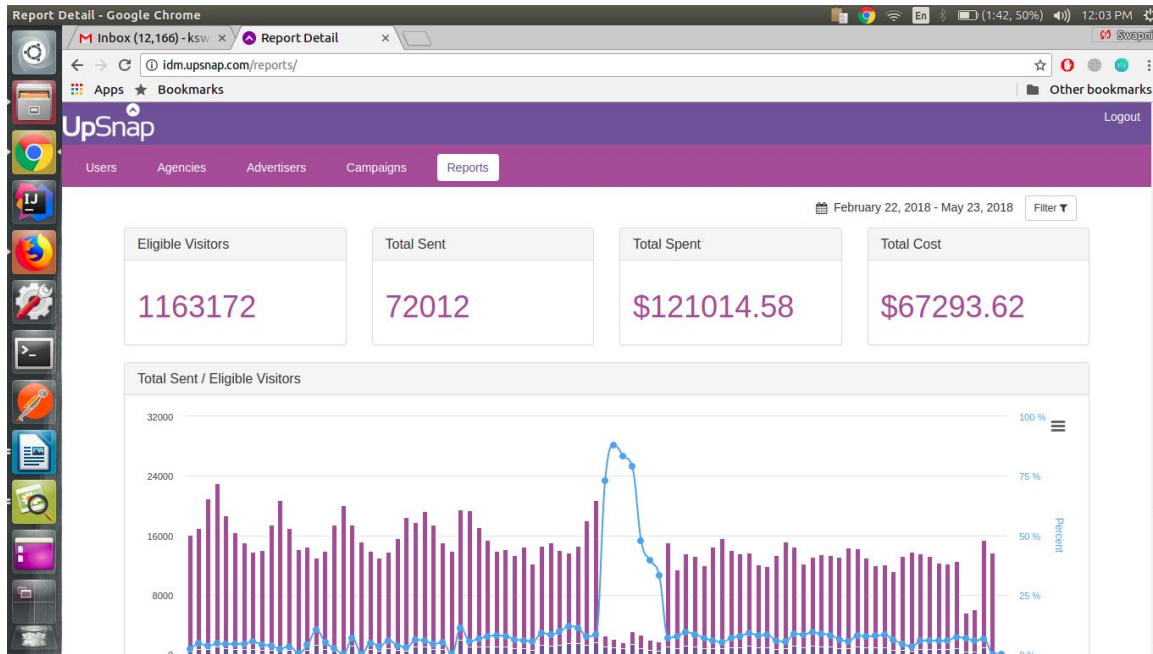 Report Detail - Google Chrome
En
(1:42, 50%)
12:03 PM
M Inbox (12,166) - ksw
Report Detail
idm.upsnap.com/reports/
Apps
Bookmarks
Other bookmarks
UpSnap
Logout
Users
Agencies
Advertisers
Campaigns
Reports
February 22, 2018 - May 23, 2018
Filter
Eligible Visitors
Total Sent
Total Spent
Total Cost
1163172
72012
$121014.58
$67293.62
Total Sent / Eligible Visitors
32000
100 %
24000
75 %
16000
50 %
Percent
8000
25 %